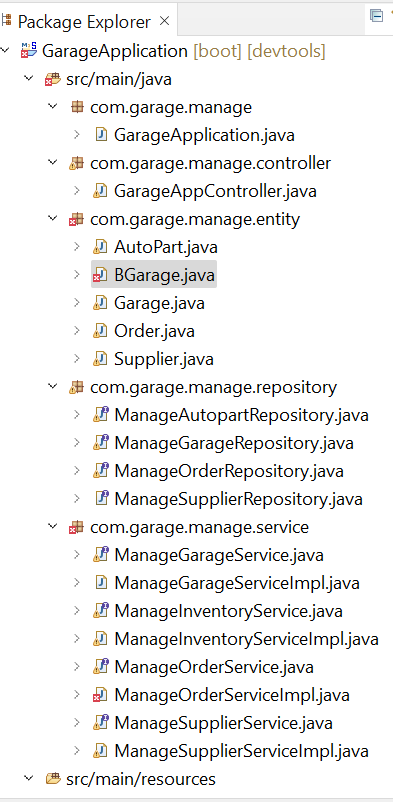 Package Explorer
GarageApplication [boot] [devtools]
src/main/java
com.garage.manage
GarageApplication.java
com.garage.manage.controller
GarageAppController.java
com.garage.manage.entity
AutoPart.java
BGarage.java
Garage.java
Order.java
Supplier.java
com.garage.manage.repository
ManageAutopartRepository.java
ManageGarageRepository.java
ManageOrderRepository.java
ManageSupplierRepository.java
com.garage.manage.service
ManageGarageService.java
ManageGarageServiceImpl.java
ManageInventoryService.java
ManageInventoryServiceImpl.java
ManageOrderService.java
ManageOrderServiceImpl.java
ManageSupplierService.java
ManageSupplierServiceImpl.java
src/main/resources